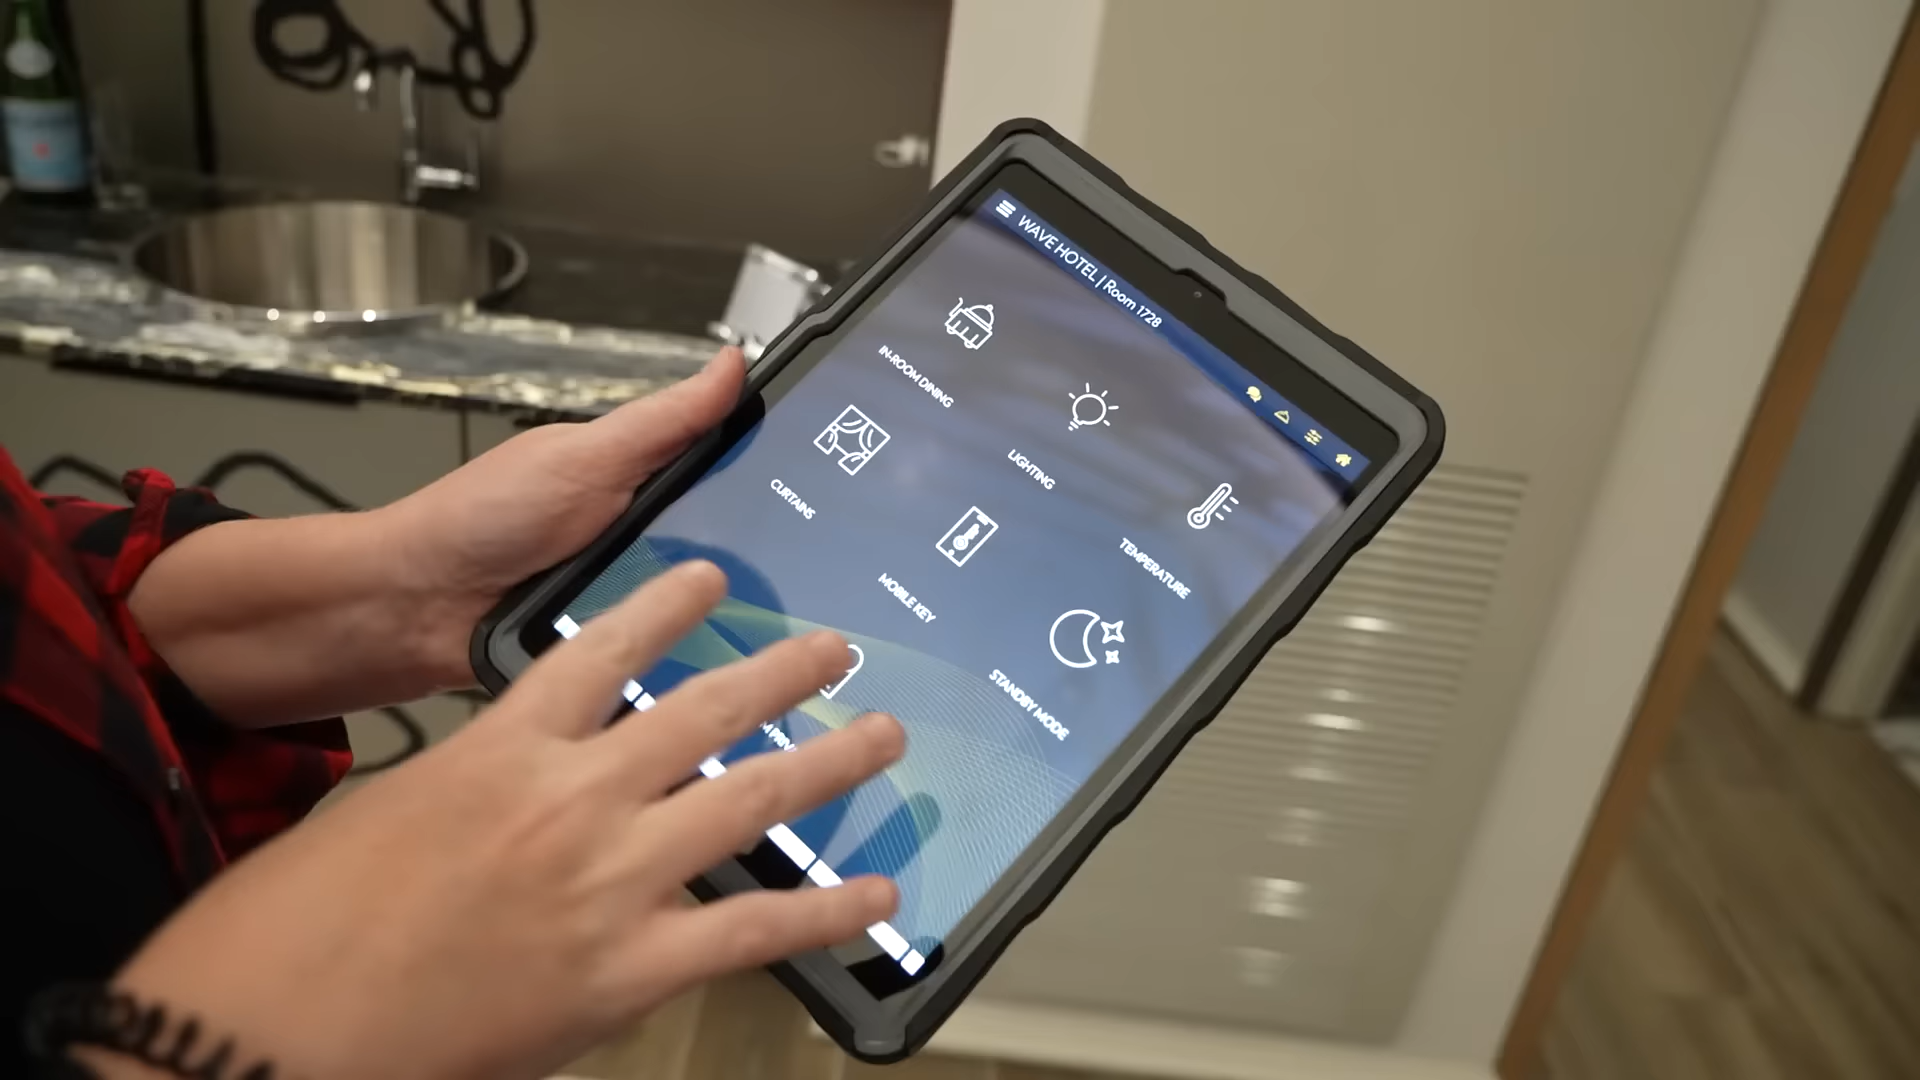 WAVE HOTEL | Room 1728
IN-ROOM DINING
LIGHTING
TEMPERATURE
CURTAINS
MOBILE KEY
STANDBY MODE